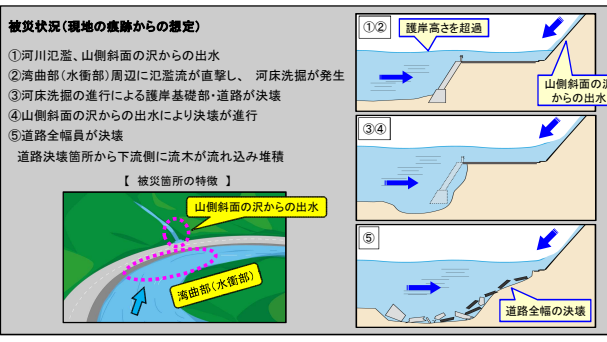 被災状況（現地の痕跡からの想定）
①河川氾濫、山側斜面の沢からの出水
②湾曲部（水衝部）周辺に氾濫流が直撃し、 河床洗掘が発生
③河床洗掘の進行による護岸基礎部・道路が決壊
④山側斜面の沢からの出水により決壊が進行
⑤道路全幅員が決壊
道路決壊箇所から下流側に流木が流れ込み堆積
【 被災箇所の特徴 】
山側斜面の沢からの出水
湾曲部（水衝部）
①②
護岸高さを超過
山側斜面の沢
からの出水
③④
⑤
道路全幅の決壊